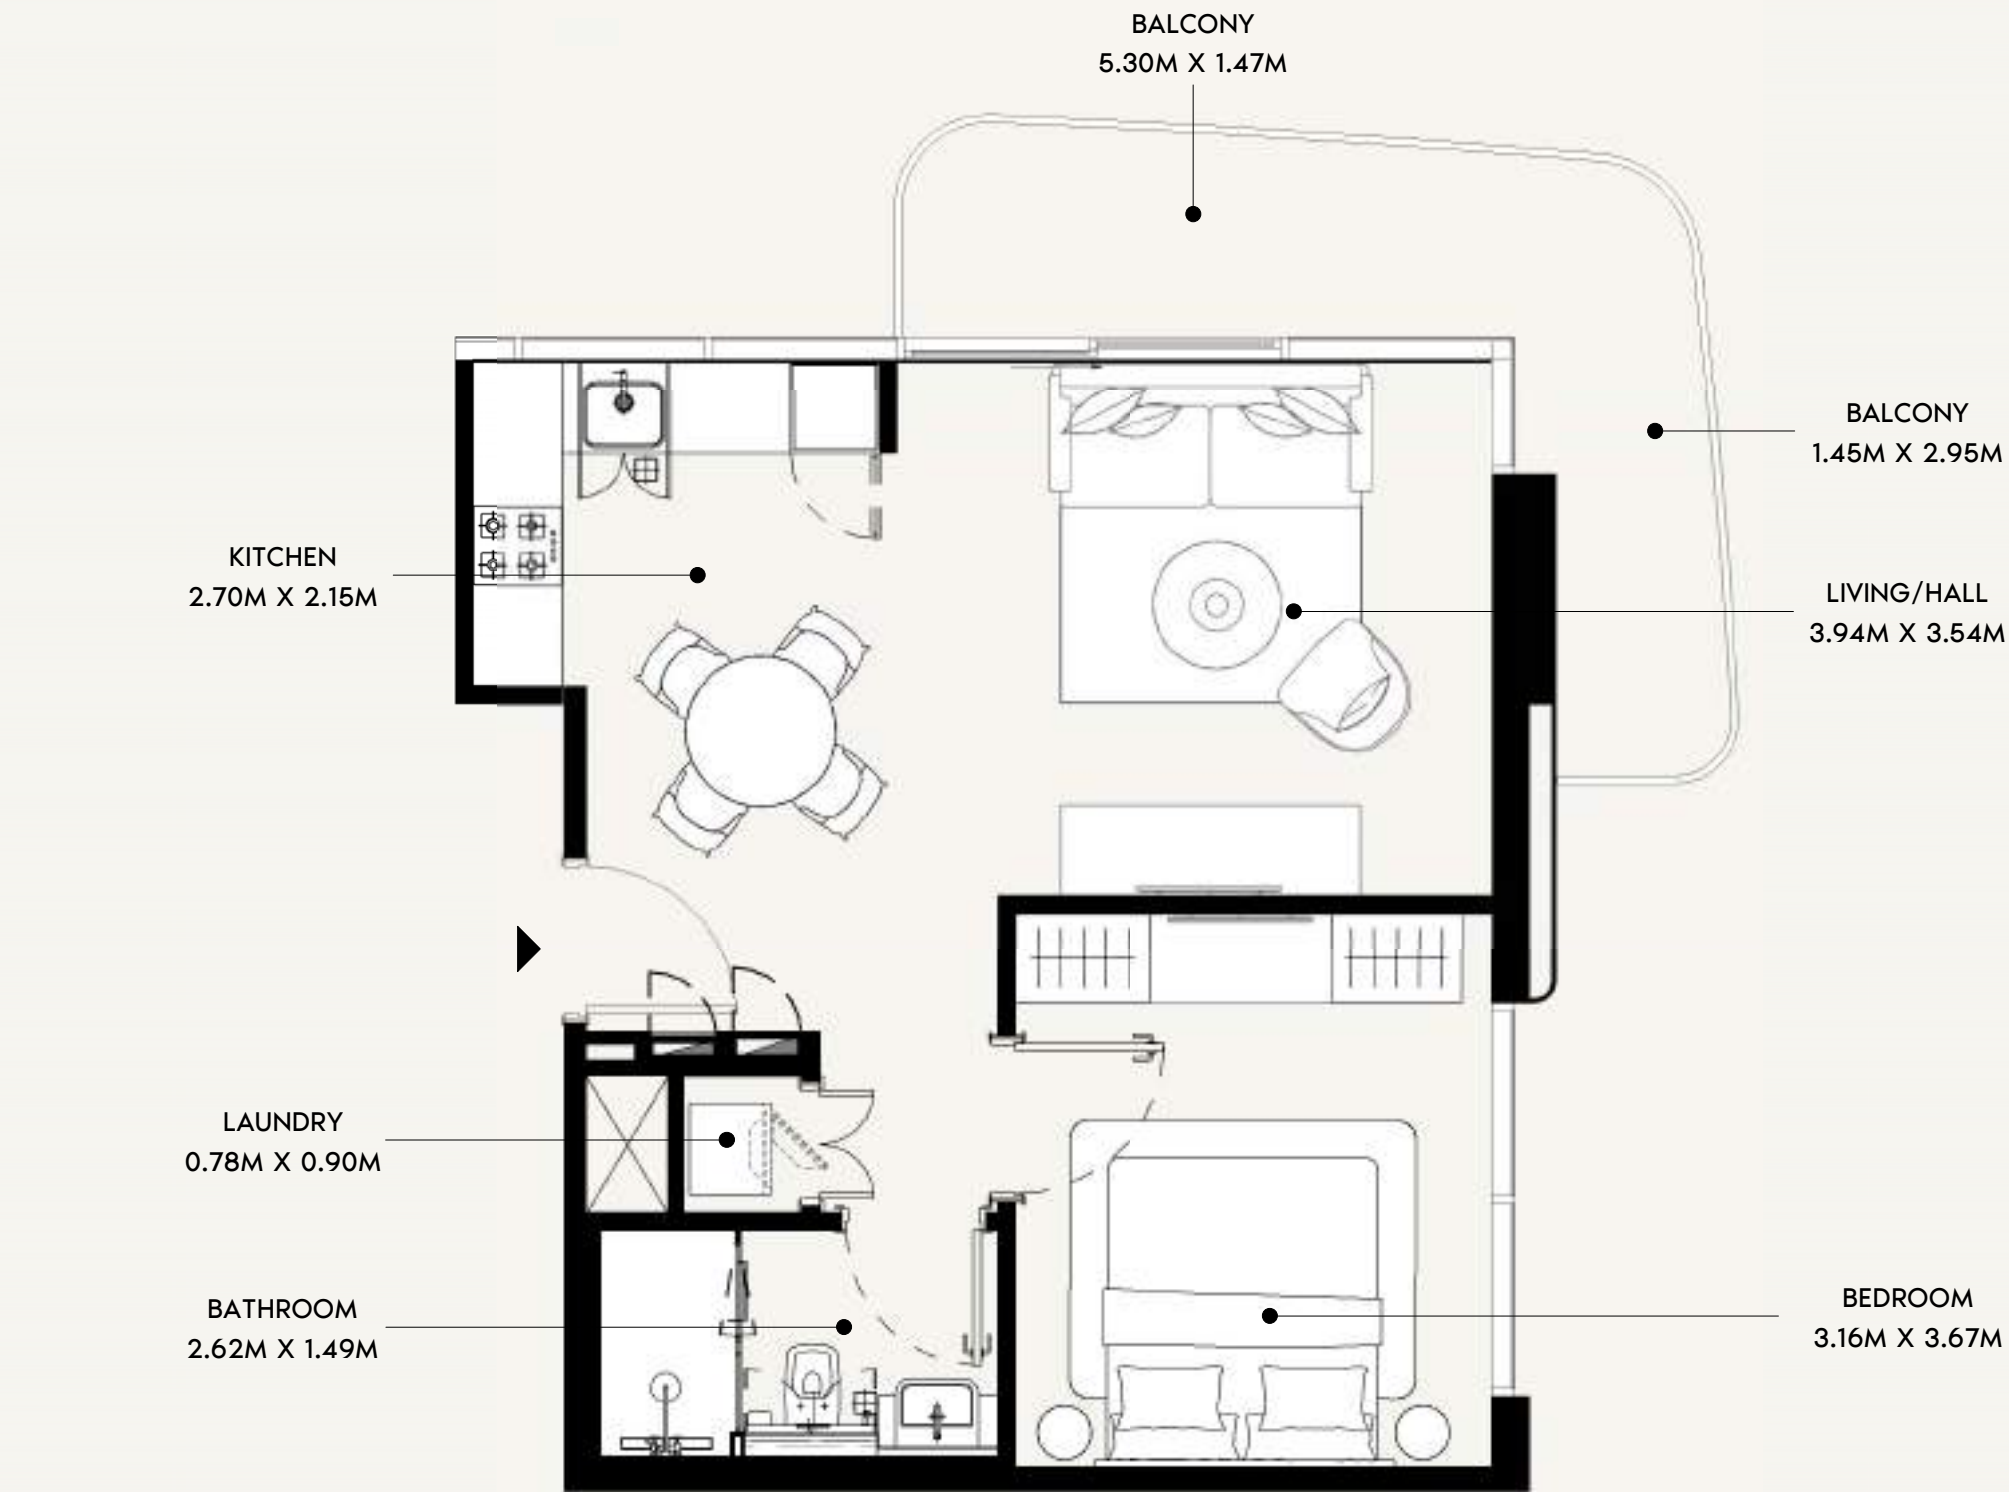 BALCONY
5.30M X 1.47M
BALCONY
1.45M X 2.95M
KITCHEN
2.70M X 2.15M
LIVING/HALL
3.94M X 3.54M
LAUNDRY
0.78M X 0.90M
BATHROOM
2.62M X 1.49M
BEDROOM
3.16M X 3.67M